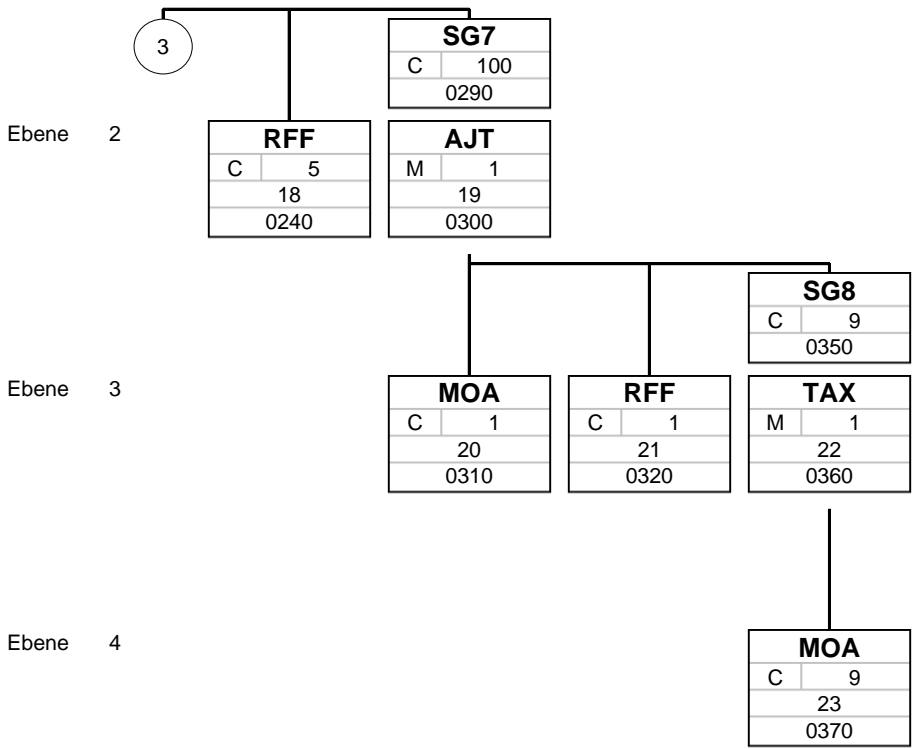 3
SG7
C 100
0290
Ebene 2
RFF
C 5
18
0240
AJT
M 1
19
0300
SG8
C 9
0350
Ebene 3
MOA
C 1
20
0310
RFF
C 1
21
0320
TAX
M 1
22
0360
Ebene 4
MOA
C 9
23
0370